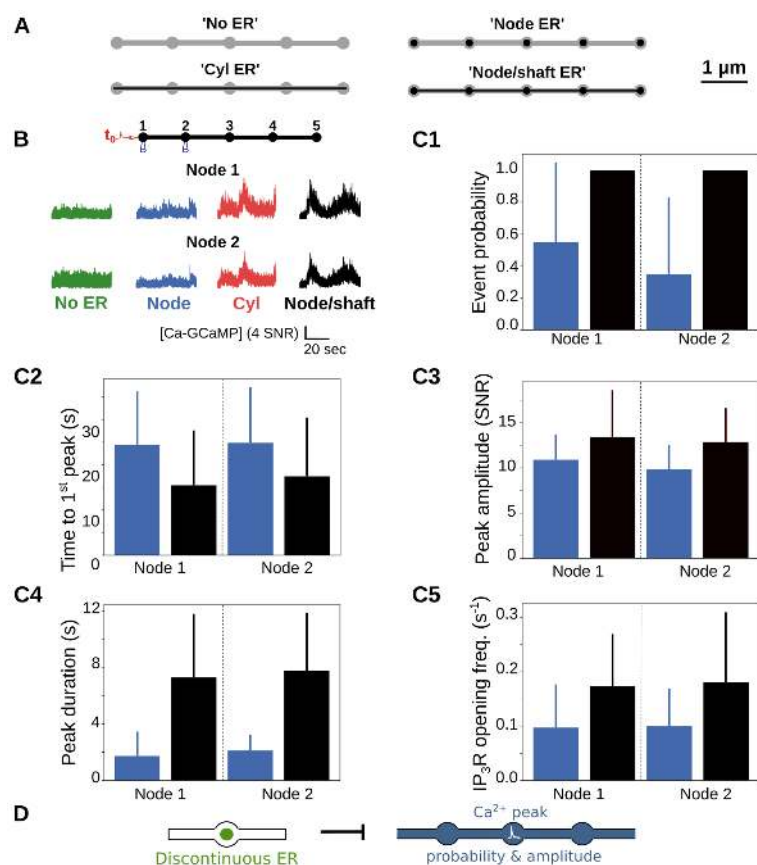 A
'No ER'
'Node ER'
'Cyl ER'
'Node/shaft ER'
1 µm
B
t₀
1 2 3 4 5
Node 1
Node 2
No ER Node Cyl Node/shaft
[Ca-GCaMP] (4 SNR)
20 sec
C1
Event probability
1.0
0.8
0.6
0.4
0.2
0.0
Node 1 Node 2
C2
Time to 1ˢᵗ peak (s)
30
20
10
0
Node 1 Node 2
C3
Peak amplitude (SNR)
15
10
5
0
Node 1 Node 2
C4
Peak duration (s)
12
8
4
0
Node 1 Node 2
C5
IP₃R opening freq. (s⁻¹)
0.3
0.2
0.1
0.0
Node 1 Node 2
D
Ca²⁺ peak
Discontinuous ER
probability & amplitude